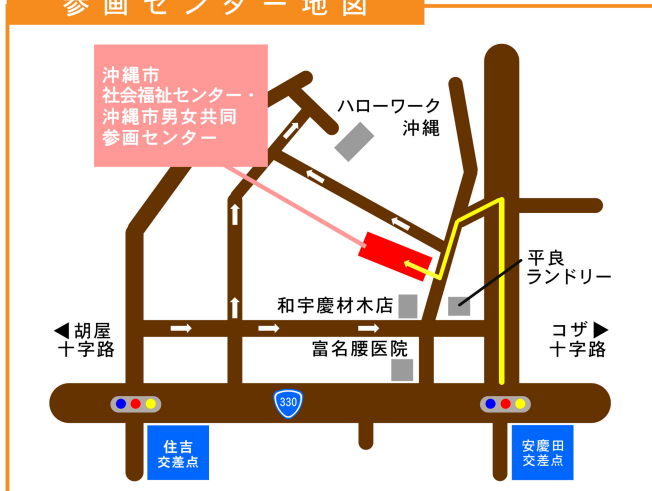 参画センター地図
沖縄市
社会福祉センター・
沖縄市男女共同
参画センター
ハローワーク
沖縄
平良
ランドリー
和宇慶材木店
◀胡屋
十字路
コザ▶
十字路
富名腰医院
330
住吉
交差点
安慶田
交差点